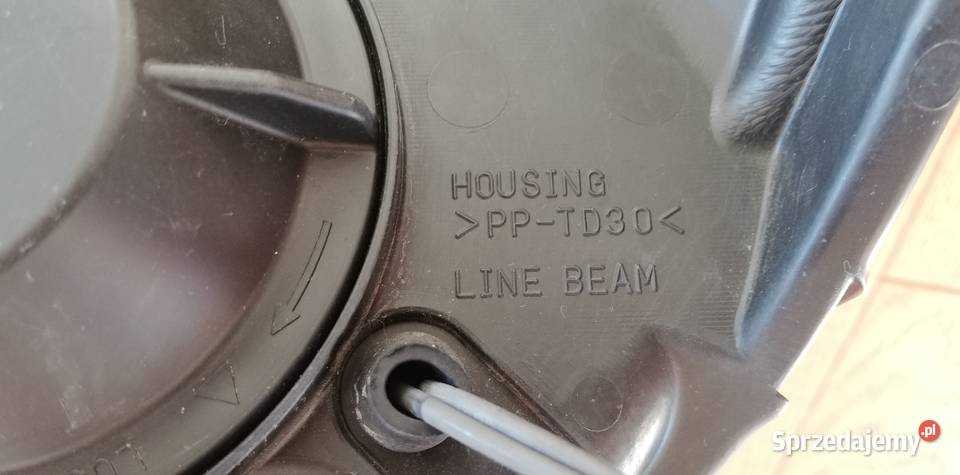 HOUSING
>PP-TD30<
LINE BEAM
Sprzedajemy.pl